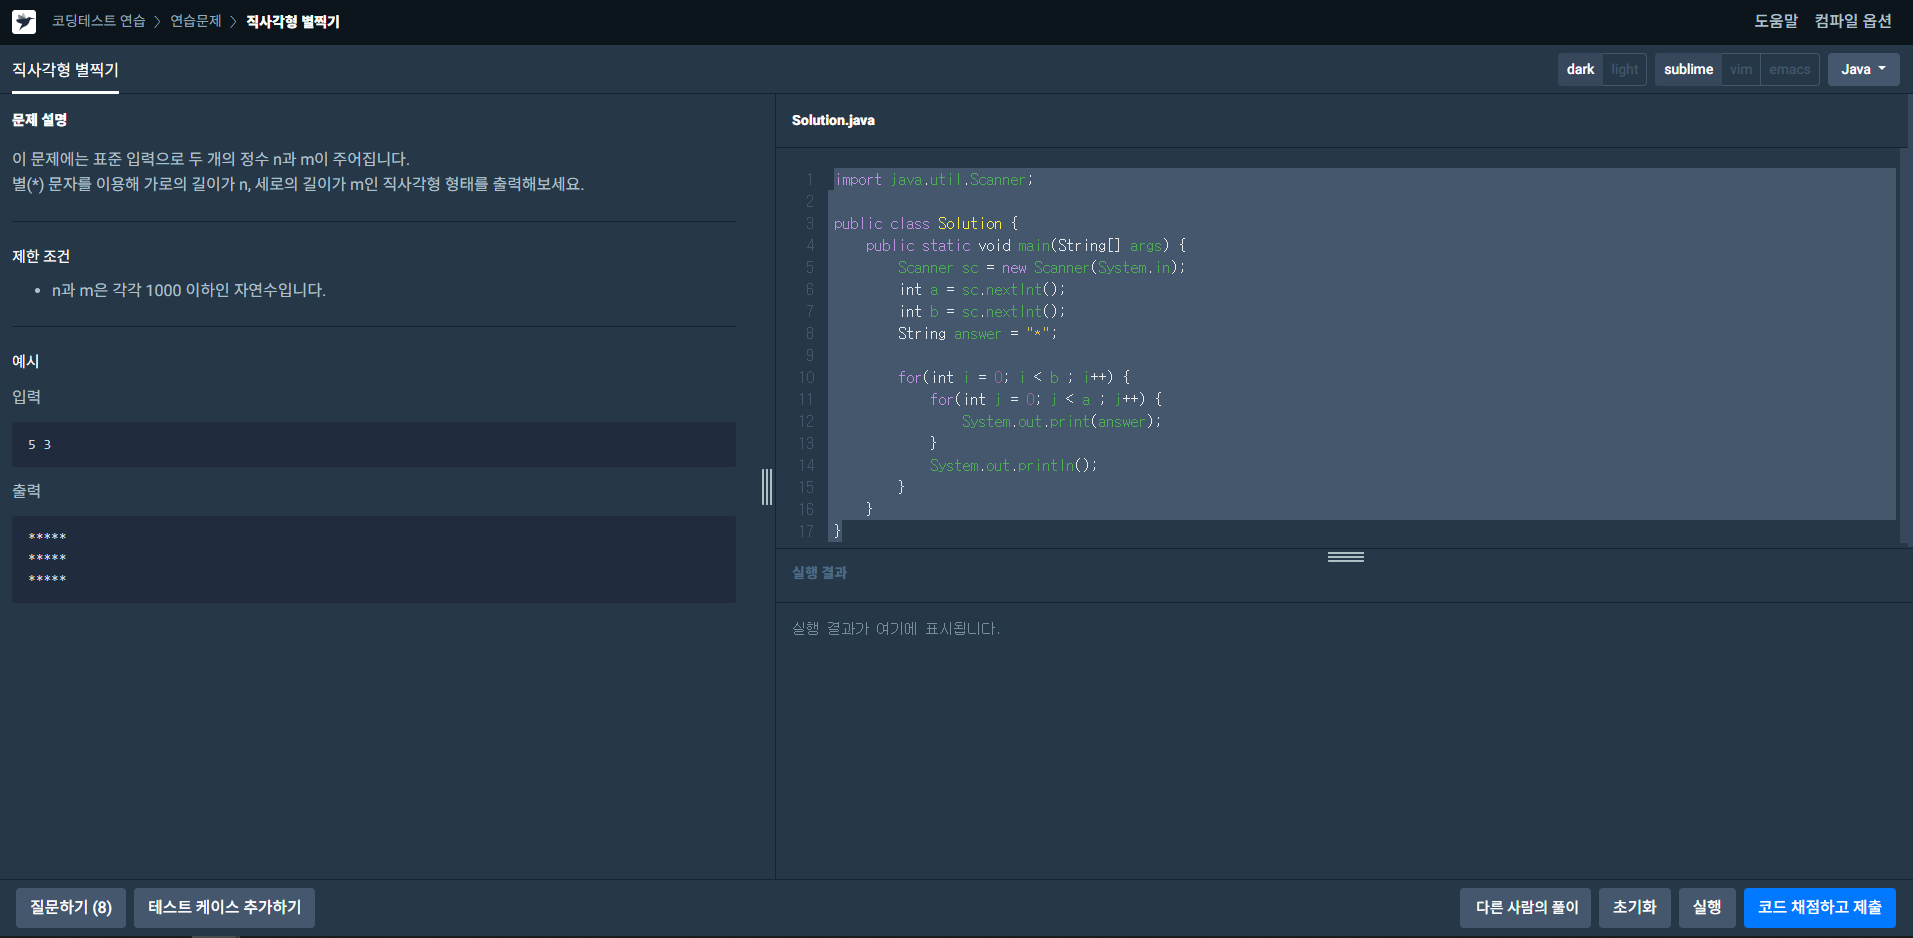 코딩테스트 연습 > 연습문제 > 직사각형 별찍기
도움말 컴파일 옵션
직사각형 별찍기
dark light sublime vim emacs Java
문제 설명
이 문제에는 표준 입력으로 두 개의 정수 n과 m이 주어집니다.
별(*) 문자를 이용해 가로의 길이가 n, 세로의 길이가 m인 직사각형 형태를 출력해보세요.
제한 조건
• n과 m은 각각 1000 이하인 자연수입니다.
예시
입력
5 3
출력
*****
*****
*****
Solution.java
1 import java.util.Scanner;
2
3 public class Solution {
4     public static void main(String[] args) {
5         Scanner sc = new Scanner(System.in);
6         int a = sc.nextInt();
7         int b = sc.nextInt();
8         String answer = "*";
9
10         for(int i = 0; i < b ; i++) {
11             for(int j = 0; j < a ; j++) {
12                 System.out.print(answer);
13             }
14             System.out.println();
15         }
16     }
17 }
실행 결과
실행 결과가 여기에 표시됩니다.
질문하기 (8) 테스트 케이스 추가하기
다른 사람의 풀이 초기화 실행 코드 채점하고 제출